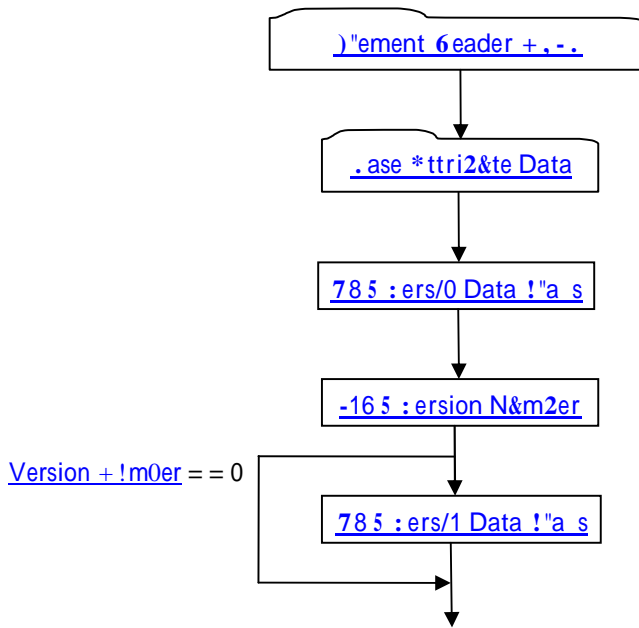 )"ement 6eader + , - .
. ase * ttri2&te Data
785 : ers/0 Data !"a s
-165 : ersion N&m2er
Version + !m0er = = 0
785 : ers/1 Data !"a s